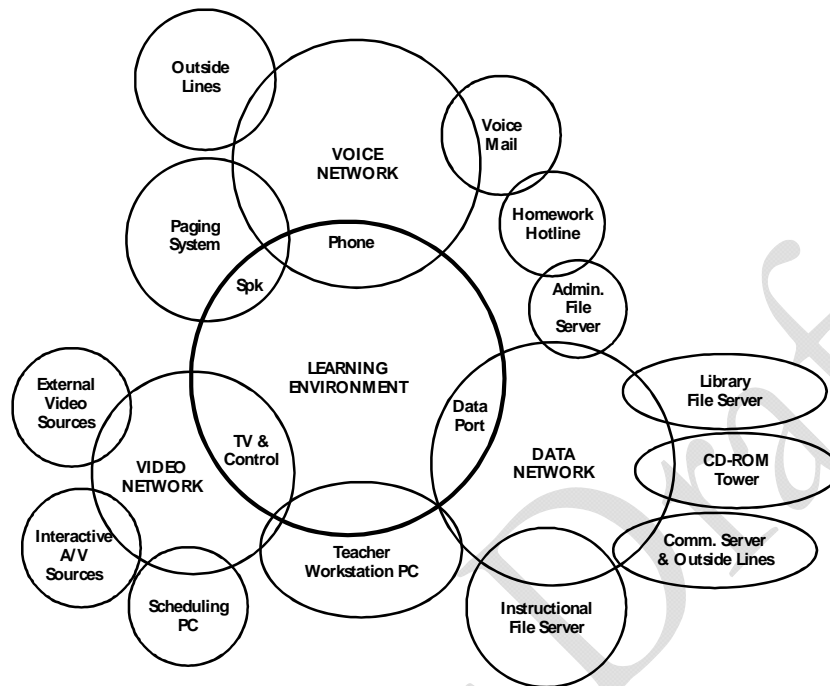 Outside
Lines
VOICE
NETWORK
Voice
Mail
Paging
System
Phone
Homework
Hotline
Spk
Admin.
File
Server
LEARNING
ENVIRONMENT
External
Video
Sources
Library
File Server
TV &
Control
Data
Port
VIDEO
NETWORK
DATA
NETWORK
CD-ROM
Tower
Interactive
A/V
Sources
Teacher
Workstation PC
Comm. Server
& Outside Lines
Scheduling
PC
Instructional
File Server
Draf